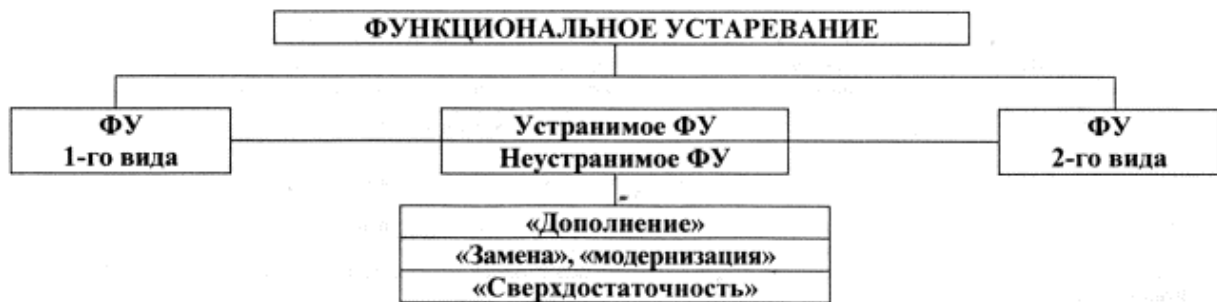 ФУНКЦИОНАЛЬНОЕ УСТАРЕВАНИЕ
ФУ
1-го вида
Устранимое ФУ
Неустранимое ФУ
ФУ
2-го вида
«Дополнение»
«Замена», «модернизация»
«Сверхдостаточность»